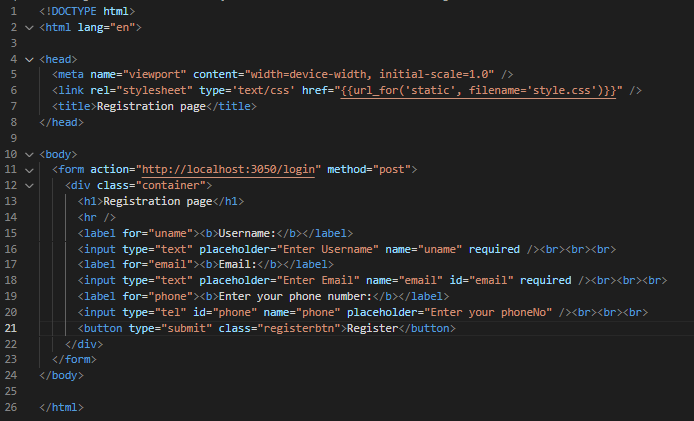 1 <!DOCTYPE html>
2 <html lang="en">
3
4 <head>
5 <meta name="viewport" content="width=device-width, initial-scale=1.0" />
6 <link rel="stylesheet" type='text/css' href="{{url_for('static', filename='style.css')}}" />
7 <title>Registration page</title>
8 </head>
9
10 <body>
11 <form action="http://localhost:3050/login" method="post">
12 <div class="container">
13 <h1>Registration page</h1>
14 <hr />
15 <label for="uname"><b>Username:</b></label>
16 <input type="text" placeholder="Enter Username" name="uname" required /><br><br><br>
17 <label for="email"><b>Email:</b></label>
18 <input type="text" placeholder="Enter Email" name="email" id="email" required /><br><br><br>
19 <label for="phone"><b>Enter your phone number:</b></label>
20 <input type="tel" id="phone" name="phone" placeholder="Enter your phoneNo" /><br><br><br>
21 <button type="submit" class="registerbtn">Register</button>
22 </div>
23 </form>
24 </body>
25
26 </html>